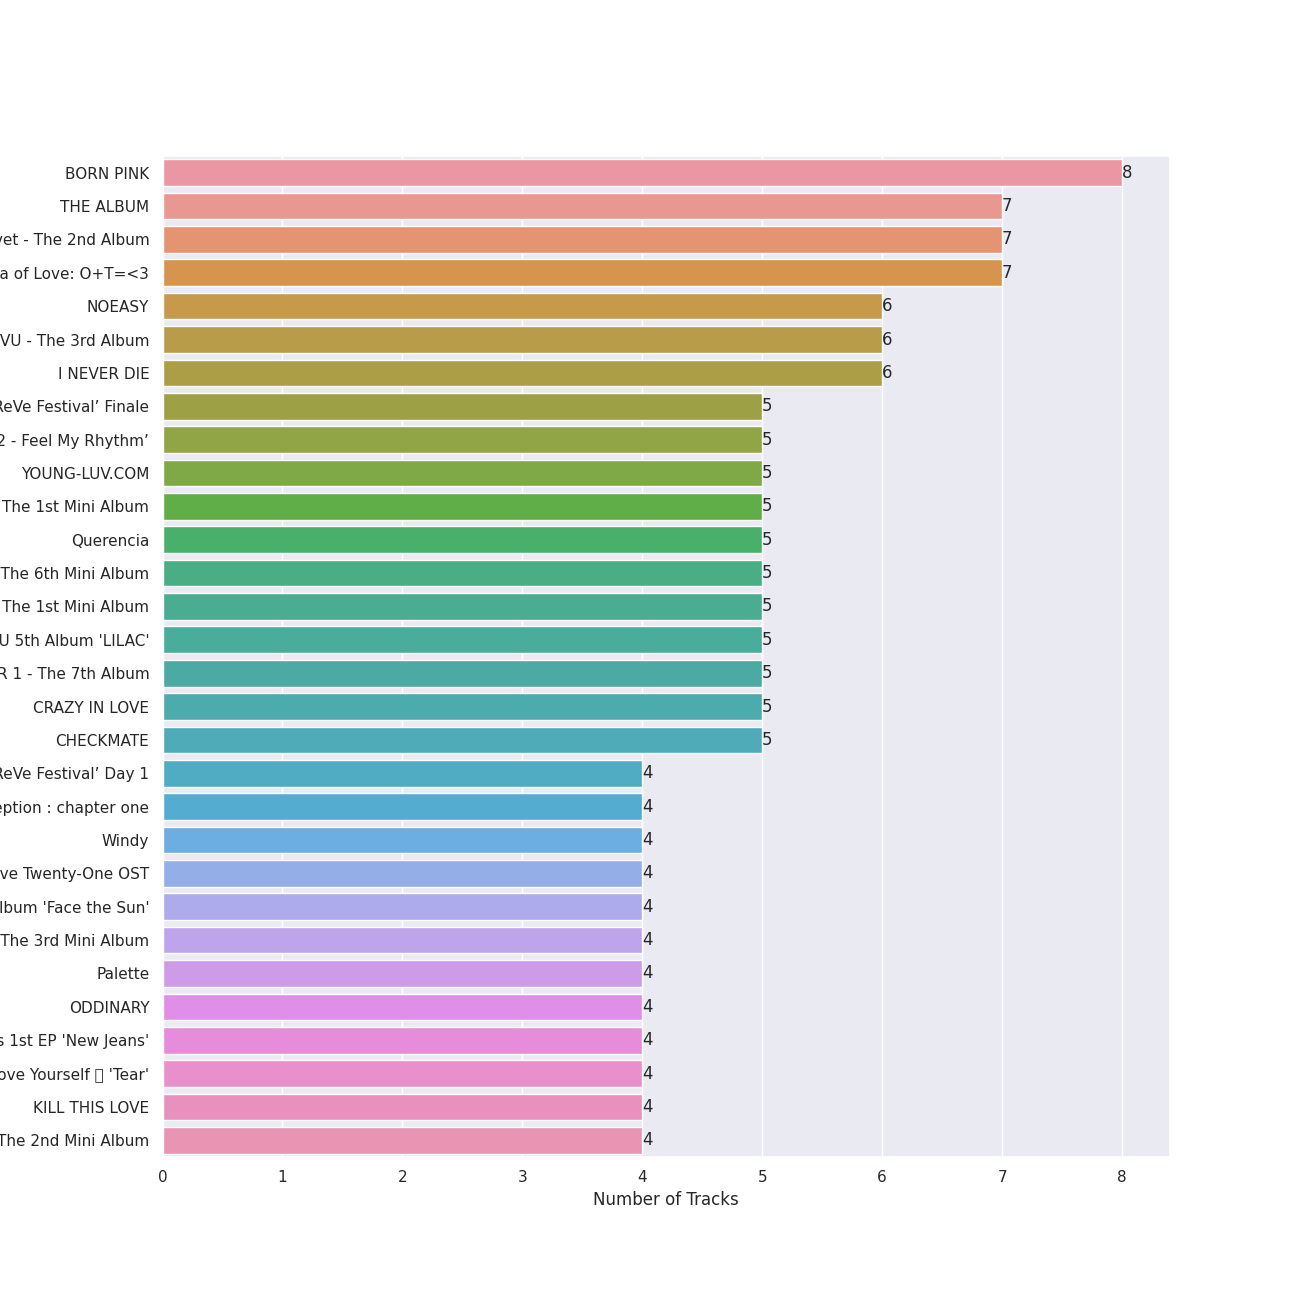 BORN PINK 8
THE ALBUM 7
vet - The 2nd Album 7
a of Love: O+T=<3 7
NOEASY 6
VU - The 3rd Album 6
I NEVER DIE 6
ReVe Festival’ Finale 5
2 - Feel My Rhythm’ 5
YOUNG-LUV.COM 5
The 1st Mini Album 5
Querencia 5
The 6th Mini Album 5
The 1st Mini Album 5
U 5th Album 'LILAC' 5
R 1 - The 7th Album 5
CRAZY IN LOVE 5
CHECKMATE 5
ReVe Festival’ Day 1 4
eption : chapter one 4
Windy 4
ve Twenty-One OST 4
lbum 'Face the Sun' 4
The 3rd Mini Album 4
Palette 4
ODDINARY 4
s 1st EP 'New Jeans' 4
ove Yourself 'Tear' 4
KILL THIS LOVE 4
The 2nd Mini Album 4
0 1 2 3 4 5 6 7 8
Number of Tracks